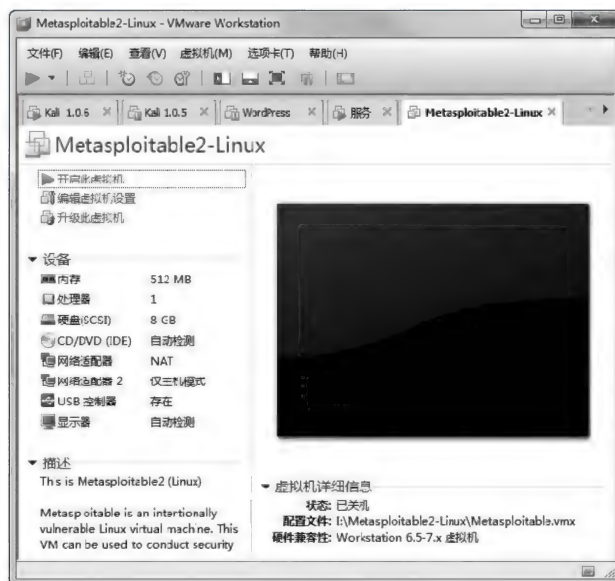 Metasploitable2-Linux - VMware Workstation
文件(F) 编辑(E) 查看(V) 虚拟机(M) 选项卡(T) 帮助(H)
Kali 1.0.6 Kali 1.0.5 WordPress 服务 Metasploitable2-Linux
Metasploitable2-Linux
开启此虚拟机
编辑虚拟机设置
升级此虚拟机
设备
内存 512 MB
处理器 1
硬盘(SCSI) 8 GB
CD/DVD (IDE) 自动检测
网络适配器 NAT
网络适配器 2 仅主机模式
USB 控制器 存在
显示器 自动检测
描述
This is Metasploitable2 (Linux)
Metasploitable is an intentionally
vulnerable Linux virtual machine. This
VM can be used to conduct security
虚拟机详细信息
状态: 已关机
配置文件: I:\Metasploitable2-Linux\Metasploitable.vmx
硬件兼容性: Workstation 6.5-7.x 虚拟机